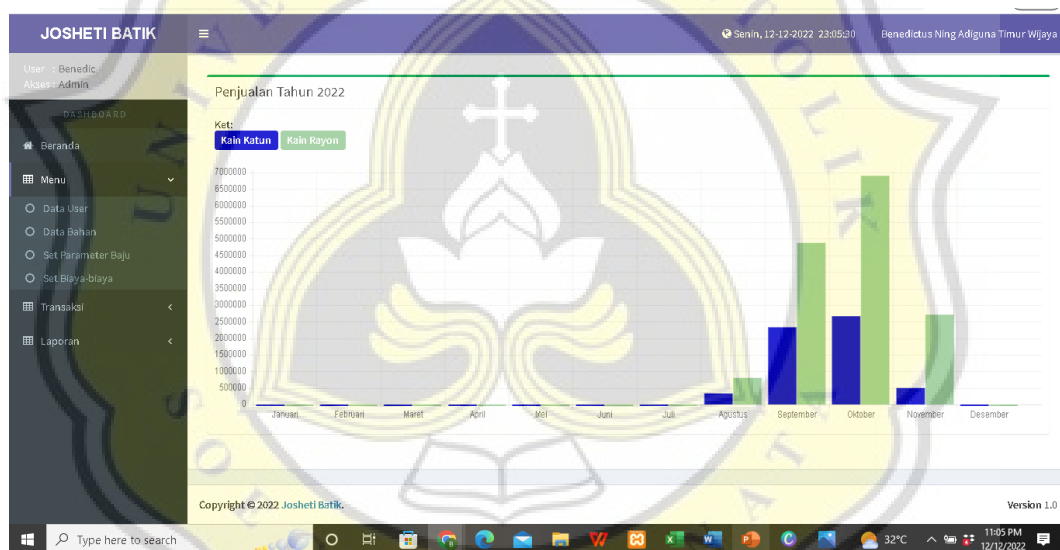 JOSHETI BATIK
Senin, 12-12-2022 23:05:30 Benedictus Ning Adiguna Timur Wijaya
User : Benedic
Akses : Admin
DASHBOARD
Beranda
Menu
Data User
Data Bahan
Set Parameter Baju
Set Biaya-biaya
Transaksi
Laporan
Penjualan Tahun 2022
Ket:
Kain Katun Kain Rayon
7000000
6500000
6000000
5500000
5000000
4500000
4000000
3500000
3000000
2500000
2000000
1500000
1000000
500000
0
Januari Februari Maret April Mei Juni Juli Agustus September Oktober November Desember
Copyright © 2022 Josheti Batik.
Version 1.0
Type here to search
32°C
11:05 PM
12/12/2022